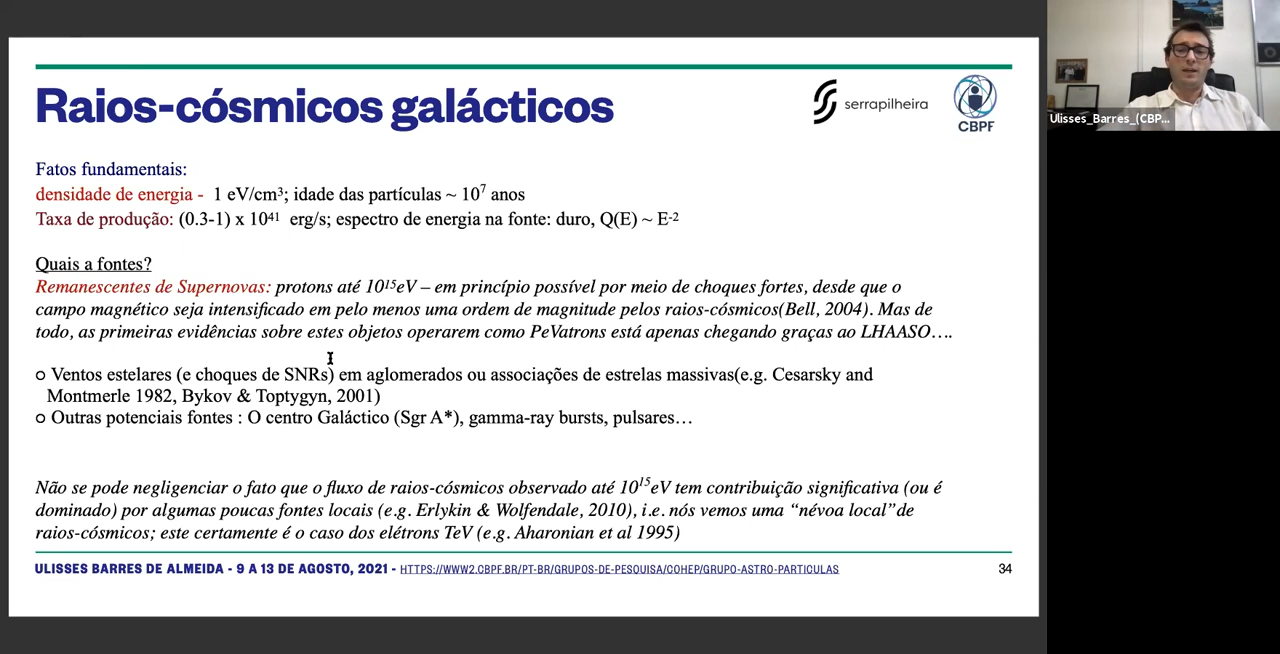 Raios-cósmicos galácticos
serrapilheira
CBPF
Ulisses_Barres_(CBP...
Fatos fundamentais:
densidade de energia - 1 eV/cm³; idade das partículas ~ 10⁷ anos
Taxa de produção: (0.3-1) x 10⁴¹ erg/s; espectro de energia na fonte: duro, Q(E) ~ E⁻²
Quais a fontes?
Remanescentes de Supernovas: protons até 10¹⁵eV – em princípio possível por meio de choques fortes, desde que o
campo magnético seja intensificado em pelo menos uma ordem de magnitude pelos raios-cósmicos(Bell, 2004). Mas de
todo, as primeiras evidências sobre estes objetos operarem como PeVatrons está apenas chegando graças ao LHAASO….
o Ventos estelares (e choques de SNRs) em aglomerados ou associações de estrelas massivas(e.g. Cesarsky and
Montmerle 1982, Bykov & Toptygyn, 2001)
o Outras potenciais fontes : O centro Galáctico (Sgr A*), gamma-ray bursts, pulsares…
Não se pode negligenciar o fato que o fluxo de raios-cósmicos observado até 10¹⁵eV tem contribuição significativa (ou é
dominado) por algumas poucas fontes locais (e.g. Erlykin & Wolfendale, 2010), i.e. nós vemos uma “névoa local”de
raios-cósmicos; este certamente é o caso dos elétrons TeV (e.g. Aharonian et al 1995)
ULISSES BARRES DE ALMEIDA - 9 A 13 DE AGOSTO, 2021 - HTTPS://WWW2.CBPF.BR/PT-BR/GRUPOS-DE-PESQUISA/COHEP/GRUPO-ASTRO-PARTICULAS
34